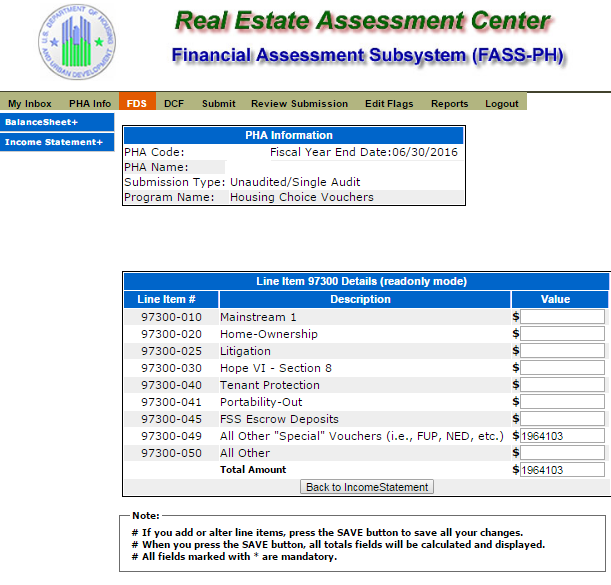 U.S. DEPARTMENT OF HOUSING
AND URBAN DEVELOPMENT
Real Estate Assessment Center
Financial Assessment Subsystem (FASS-PH)
My Inbox PHA Info FDS DCF Submit Review Submission Edit Flags Reports Logout
BalanceSheet+
Income Statement+
PHA Information
PHA Code: Fiscal Year End Date:06/30/2016
PHA Name:
Submission Type: Unaudited/Single Audit
Program Name: Housing Choice Vouchers
Line Item 97300 Details (readonly mode)
Line Item # Description Value
97300-010 Mainstream 1 $
97300-020 Home-Ownership $
97300-025 Litigation $
97300-030 Hope VI - Section 8 $
97300-040 Tenant Protection $
97300-041 Portability-Out $
97300-045 FSS Escrow Deposits $
97300-049 All Other "Special" Vouchers (i.e., FUP, NED, etc.) $ 1964103
97300-050 All Other $
Total Amount $ 1964103
Back to IncomeStatement
Note:
# If you add or alter line items, press the SAVE button to save all your changes.
# When you press the SAVE button, all totals fields will be calculated and displayed.
# All fields marked with * are mandatory.